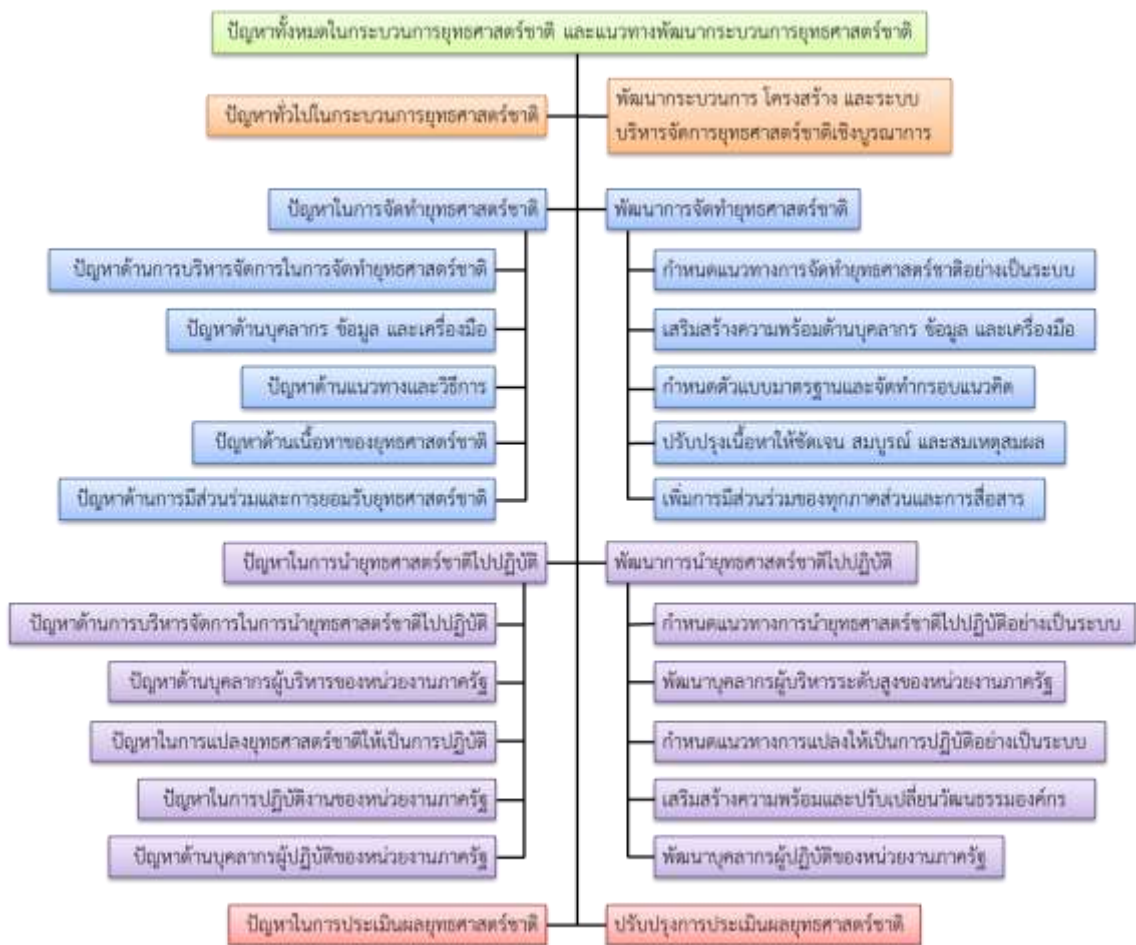 ปัญหาทั้งหมดในกระบวนการยุทธศาสตร์ชาติ และแนวทางพัฒนากระบวนการยุทธศาสตร์ชาติ
ปัญหาทั่วไปในกระบวนการยุทธศาสตร์ชาติ
พัฒนากระบวนการ โครงสร้าง และระบบ
บริหารจัดการยุทธศาสตร์ชาติเชิงบูรณาการ
ปัญหาในการจัดทำยุทธศาสตร์ชาติ
พัฒนาการจัดทำยุทธศาสตร์ชาติ
ปัญหาด้านการบริหารจัดการในการจัดทำยุทธศาสตร์ชาติ
กำหนดแนวทางการจัดทำยุทธศาสตร์ชาติอย่างเป็นระบบ
ปัญหาด้านบุคลากร ข้อมูล และเครื่องมือ
เสริมสร้างความพร้อมด้านบุคลากร ข้อมูล และเครื่องมือ
ปัญหาด้านแนวทางและวิธีการ
กำหนดตัวแบบมาตรฐานและจัดทำกรอบแนวคิด
ปัญหาด้านเนื้อหาของยุทธศาสตร์ชาติ
ปรับปรุงเนื้อหาให้ชัดเจน สมบูรณ์ และสมเหตุสมผล
ปัญหาด้านการมีส่วนร่วมและการยอมรับยุทธศาสตร์ชาติ
เพิ่มการมีส่วนร่วมของทุกภาคส่วนและการสื่อสาร
ปัญหาในการนำยุทธศาสตร์ชาติไปปฏิบัติ
พัฒนาการนำยุทธศาสตร์ชาติไปปฏิบัติ
ปัญหาด้านการบริหารจัดการในการนำยุทธศาสตร์ชาติไปปฏิบัติ
กำหนดแนวทางการนำยุทธศาสตร์ชาติไปปฏิบัติอย่างเป็นระบบ
ปัญหาด้านบุคลากรผู้บริหารของหน่วยงานภาครัฐ
พัฒนาบุคลากรผู้บริหารระดับสูงของหน่วยงานภาครัฐ
ปัญหาในการแปลงยุทธศาสตร์ชาติให้เป็นการปฏิบัติ
กำหนดแนวทางการแปลงให้เป็นการปฏิบัติอย่างเป็นระบบ
ปัญหาในการปฏิบัติงานของหน่วยงานภาครัฐ
เสริมสร้างความพร้อมและปรับเปลี่ยนวัฒนธรรมองค์กร
ปัญหาด้านบุคลากรผู้ปฏิบัติของหน่วยงานภาครัฐ
พัฒนาบุคลากรผู้ปฏิบัติของหน่วยงานภาครัฐ
ปัญหาในการประเมินผลยุทธศาสตร์ชาติ
ปรับปรุงการประเมินผลยุทธศาสตร์ชาติ